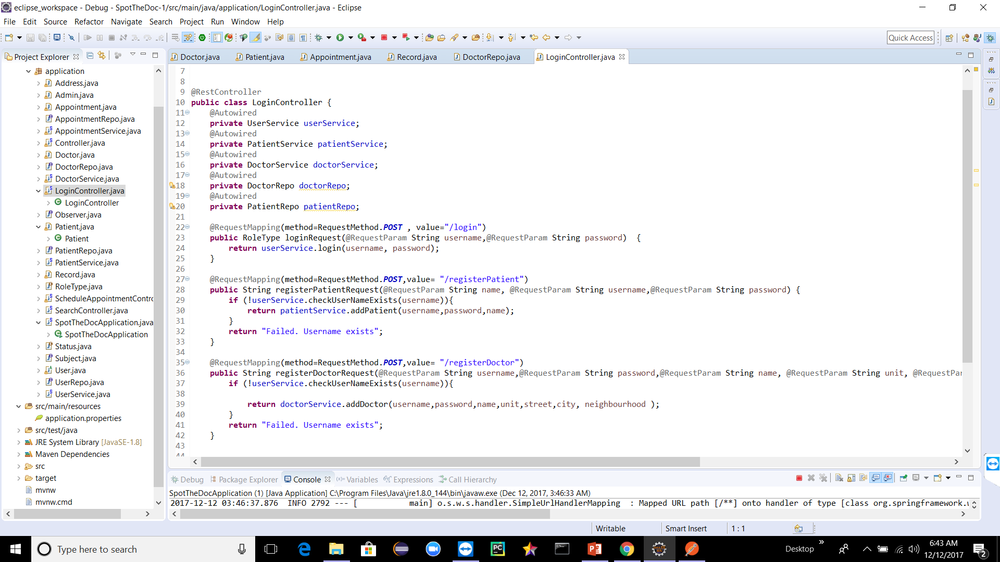 eclipse_workspace - Debug - SpotTheDoc-1/src/main/java/application/LoginController.java - Eclipse
File Edit Source Refactor Navigate Search Project Run Window Help
Quick Access
Project Explorer
application
Address.java
Admin.java
Appointment.java
AppointmentRepo.java
AppointmentService.java
Controller.java
Doctor.java
DoctorRepo.java
DoctorService.java
LoginController.java
LoginController
Observer.java
Patient.java
Patient
PatientRepo.java
PatientService.java
Record.java
RoleType.java
ScheduleAppointmentContro
SearchController.java
SpotTheDocApplication.java
SpotTheDocApplication
Status.java
Subject.java
User.java
UserRepo.java
UserService.java
src/main/resources
application.properties
src/test/java
JRE System Library [JavaSE-1.8]
Maven Dependencies
src
target
mvnw
mvnw.cmd
Doctor.java Patient.java Appointment.java Record.java DoctorRepo.java LoginController.java
7
8
9 @RestController
10 public class LoginController {
11 @Autowired
12 private UserService userService;
13 @Autowired
14 private PatientService patientService;
15 @Autowired
16 private DoctorService doctorService;
17 @Autowired
18 private DoctorRepo doctorRepo;
19 @Autowired
20 private PatientRepo patientRepo;
21
22 @RequestMapping(method=RequestMethod.POST , value="/login")
23 public RoleType loginRequest(@RequestParam String username,@RequestParam String password)  {
24 return userService.login(username, password);
25 }
26
27 @RequestMapping(method=RequestMethod.POST,value= "/registerPatient")
28 public String registerPatientRequest(@RequestParam String name, @RequestParam String username,@RequestParam String password) {
29 if (!userService.checkUserNameExists(username)){
30 return patientService.addPatient(username,password,name);
31 }
32 return "Failed. Username exists";
33 }
34
35 @RequestMapping(method=RequestMethod.POST,value= "/registerDoctor")
36 public String registerDoctorRequest(@RequestParam String username,@RequestParam String password,@RequestParam String name, @RequestParam String unit, @RequestPar
37 if (!userService.checkUserNameExists(username)){
38
39 return doctorService.addDoctor(username,password,name,unit,street,city, neighbourhood );
40 }
41 return "Failed. Username exists";
42 }
43
44
Debug Package Explorer Console Variables Expressions Call Hierarchy
SpotTheDocApplication (1) [Java Application] C:\Program Files\Java\jre1.8.0_144\bin\javaw.exe (Dec 12, 2017, 3:46:33 AM)
2017-12-12 03:46:37.876  INFO 2792 --- [           main] o.s.w.s.handler.SimpleUrlHandlerMapping  : Mapped URL path [/**] onto handler of type [class org.springframework.w
Writable Smart Insert 1 : 1
Type here to search
Desktop
6:43 AM
12/12/2017
2